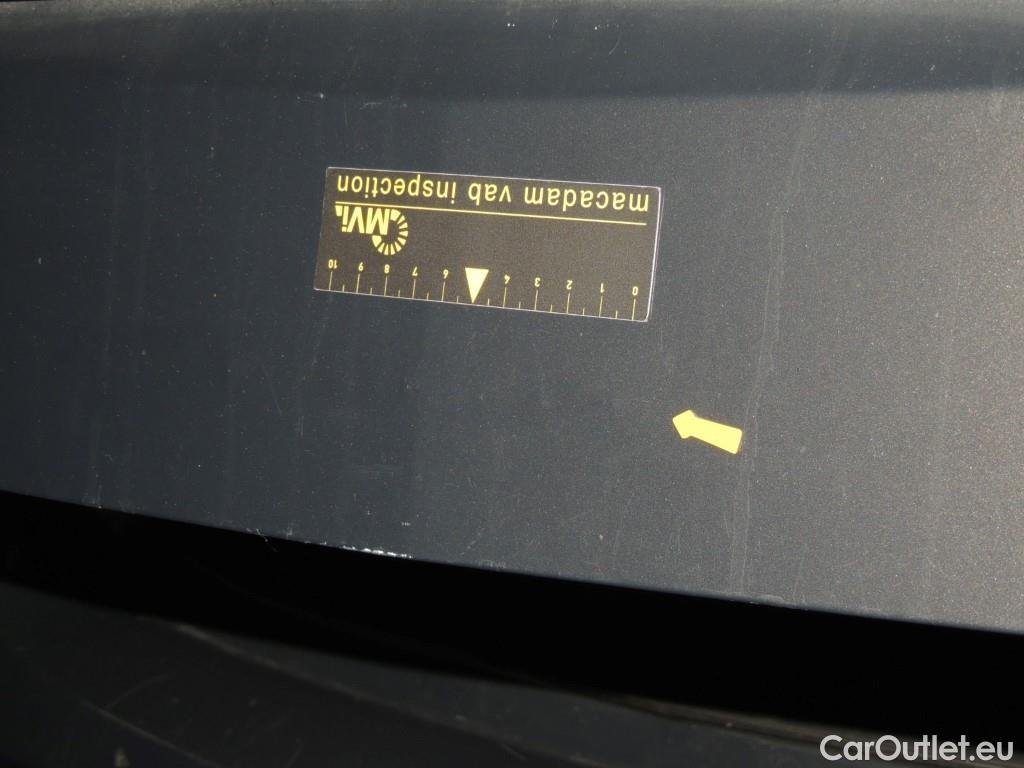 macadam vab inspection
MVi
0 1 2 3 4 6 7 8 9 10
CarOutlet.eu